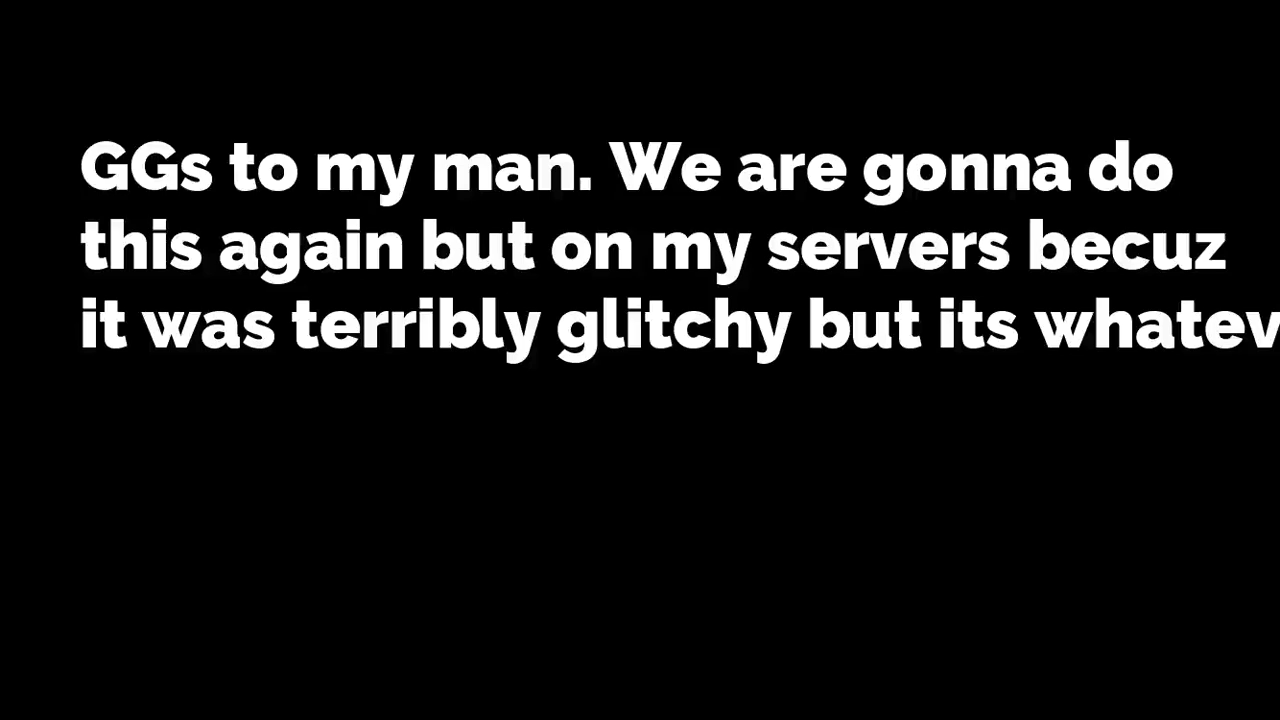 GGs to my man. We are gonna do
this again but on my servers becuz
it was terribly glitchy but its whatev